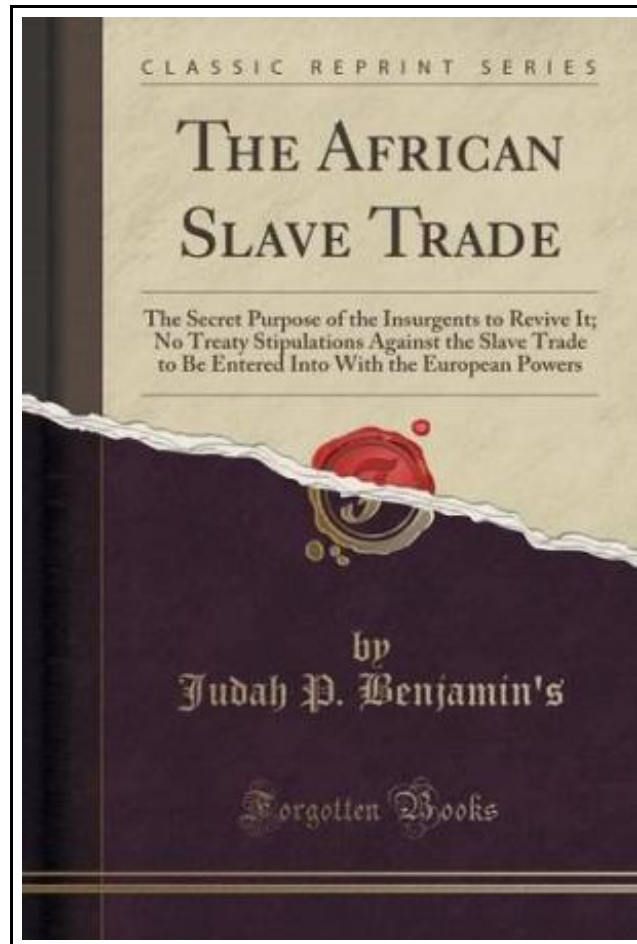 CLASSIC REPRINT SERIES
THE AFRICAN
SLAVE TRADE
The Secret Purpose of the Insurgents to Revive It;
No Treaty Stipulations Against the Slave Trade
to Be Entered Into With the European Powers
F
by
Judah P. Benjamin's
Forgotten Books